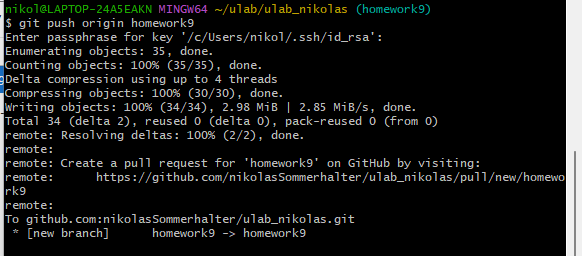 nikol@LAPTOP-24A5EAKN MINGW64 ~/ulab/ulab_nikolas (homework9)
$ git push origin homework9
Enter passphrase for key '/c/Users/nikol/.ssh/id_rsa':
Enumerating objects: 35, done.
Counting objects: 100% (35/35), done.
Delta compression using up to 4 threads
Compressing objects: 100% (30/30), done.
Writing objects: 100% (34/34), 2.98 MiB | 2.85 MiB/s, done.
Total 34 (delta 2), reused 0 (delta 0), pack-reused 0 (from 0)
remote: Resolving deltas: 100% (2/2), done.
remote:
remote: Create a pull request for 'homework9' on GitHub by visiting:
remote:      https://github.com/nikolasSommerhalter/ulab_nikolas/pull/new/homewo
rk9
remote:
To github.com:nikolasSommerhalter/ulab_nikolas.git
 * [new branch]      homework9 -> homework9